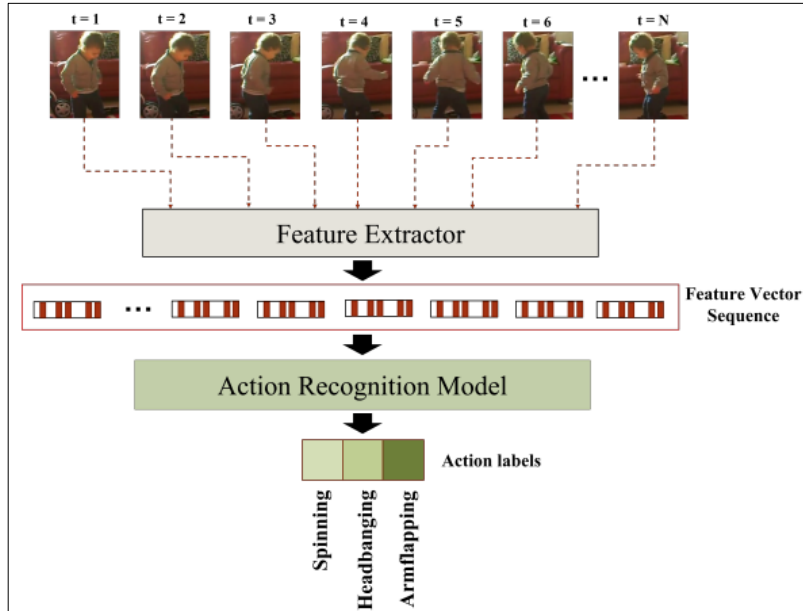 t = 1 t = 2 t = 3 t = 4 t = 5 t = 6 t = N
Feature Extractor
Feature Vector
Sequence
Action Recognition Model
Action labels
Spinning
Headbanging
Armflapping